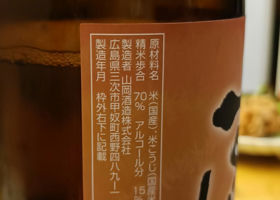 原材料名 米(国産)・米こうじ(国産
精米歩合 70% アルコール分 15
製造者 山岡酒造株式会社
広島県三次市甲奴町西野四八九ー
製造年月 枠外右下に記載